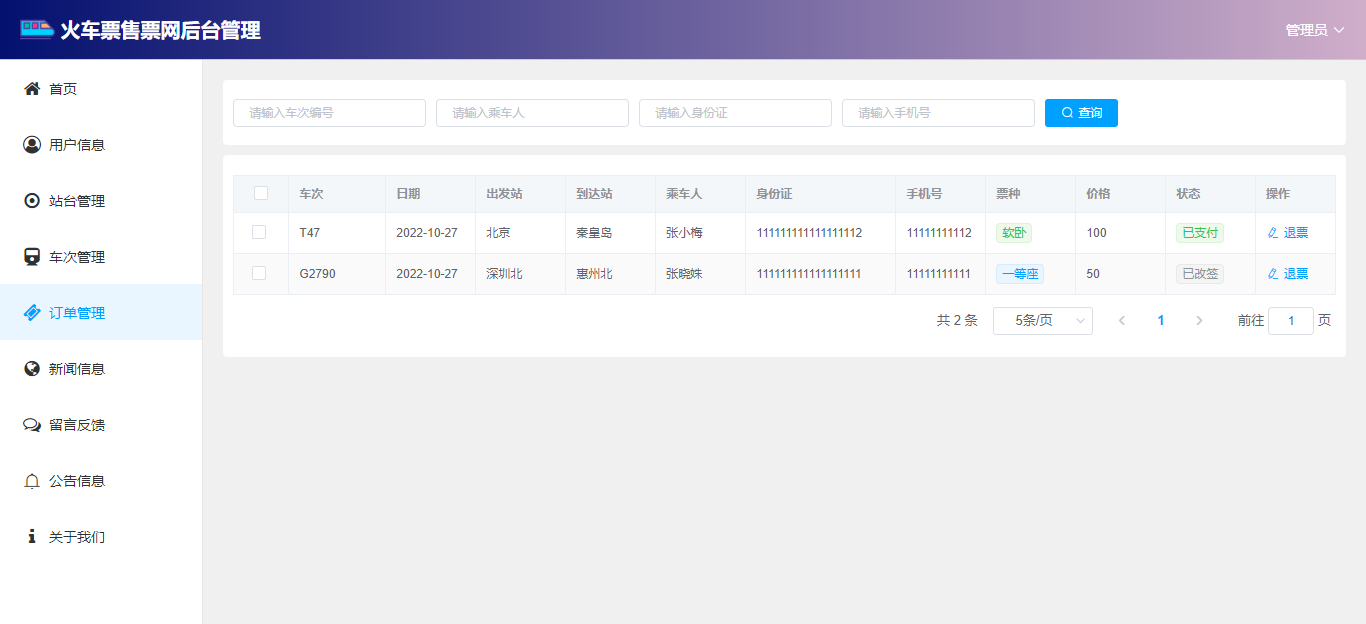 火车票售票网后台管理
管理员
首页
用户信息
站台管理
车次管理
订单管理
新闻信息
留言反馈
公告信息
关于我们
请输入车次编号 请输入乘车人 请输入身份证 请输入手机号 查询
车次 日期 出发站 到达站 乘车人 身份证 手机号 票种 价格 状态 操作
T47 2022-10-27 北京 秦皇岛 张小梅 111111111111111112 11111111112 软卧 100 已支付 退票
G2790 2022-10-27 深圳北 惠州北 张晓姝 111111111111111111 11111111111 一等座 50 已改签 退票
共 2 条 5条/页 1 前往 1 页